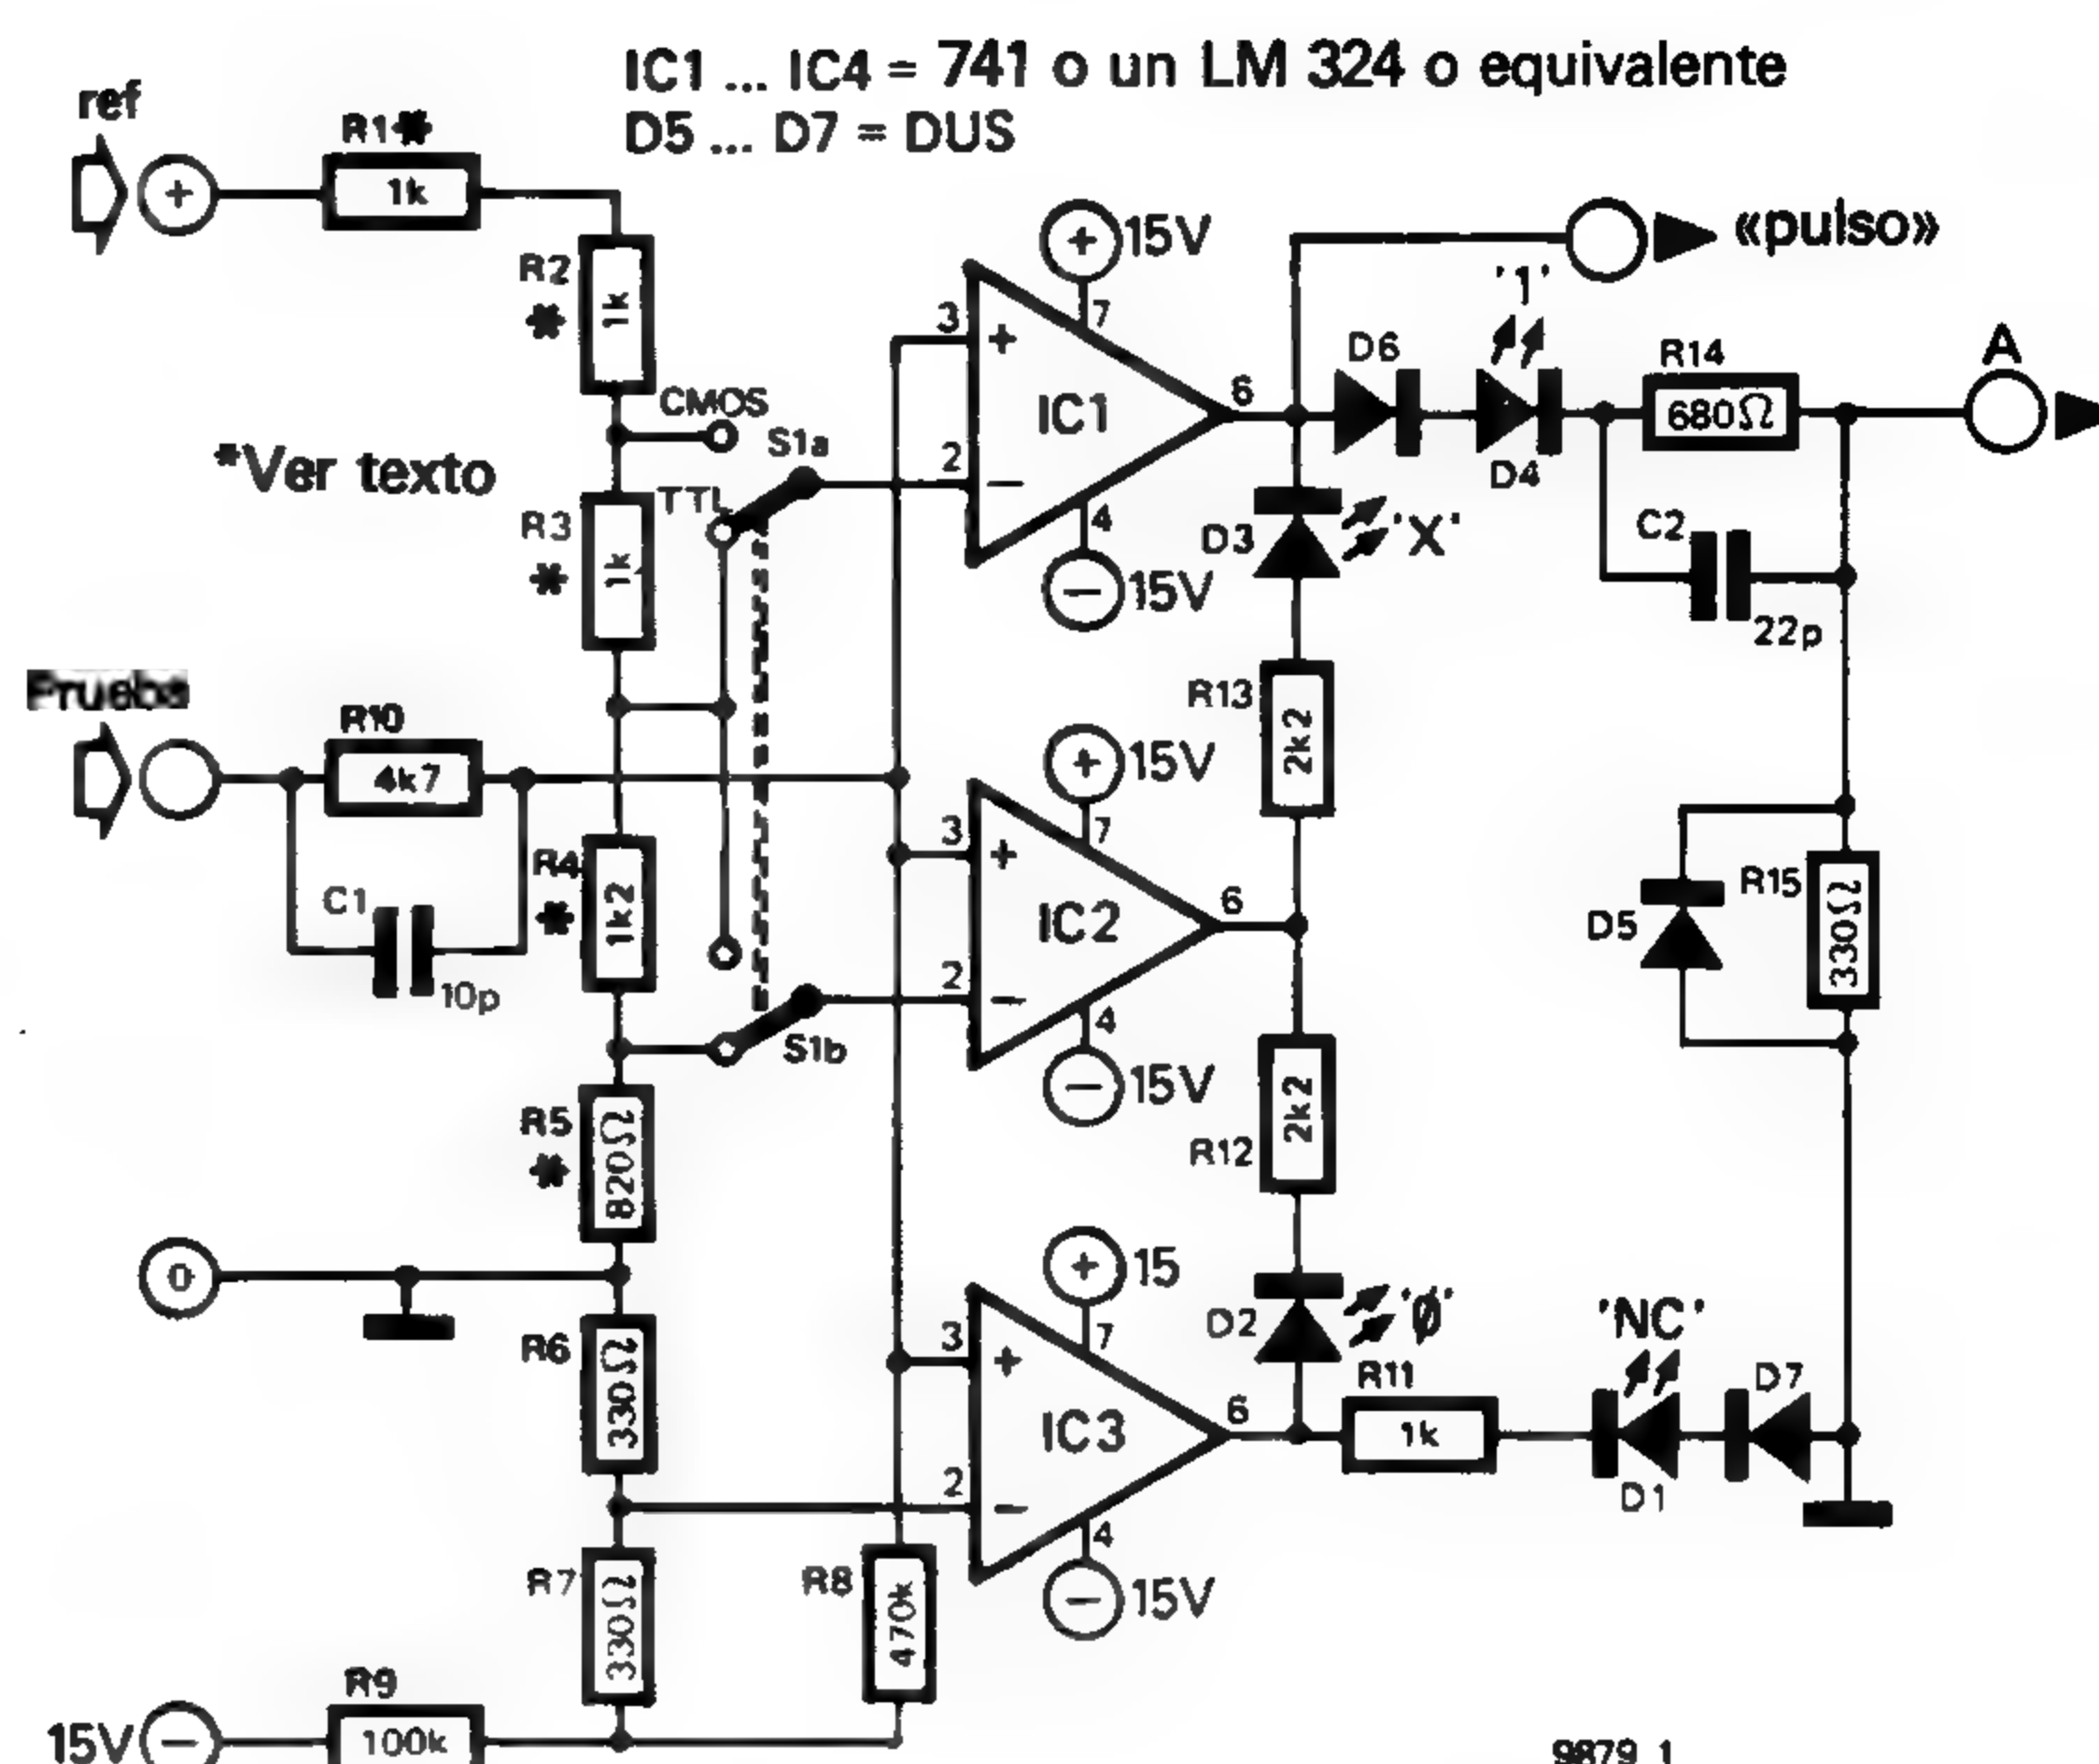 IC1 ... IC4 = 741 o un LM 324 o equivalente
D5 ... D7 = DUS
ref
+
R1*
1k
R2
*
1k
CMOS
S1a
*Ver texto
TTL
R3
*
1k
Prueba
R10
4k7
C1
10p
R4
*
1k2
S1b
R5
*
820Ω
0
R6
330Ω
R7
330Ω
R8
470k
R9
100k
15V −
+ 15V
7
3
+
IC1
6
2
−
4
− 15V
«pulso»
'1'
D6
D4
R14
680Ω
A
C2
22p
D3
'X'
R13
2k2
+ 15V
7
3
+
IC2
6
2
−
4
− 15V
R12
2k2
D5
R15
330Ω
+ 15
7
3
+
IC3
6
2
−
4
− 15V
D2
'Ø'
R11
1k
'NC'
D1
D7
9879 1